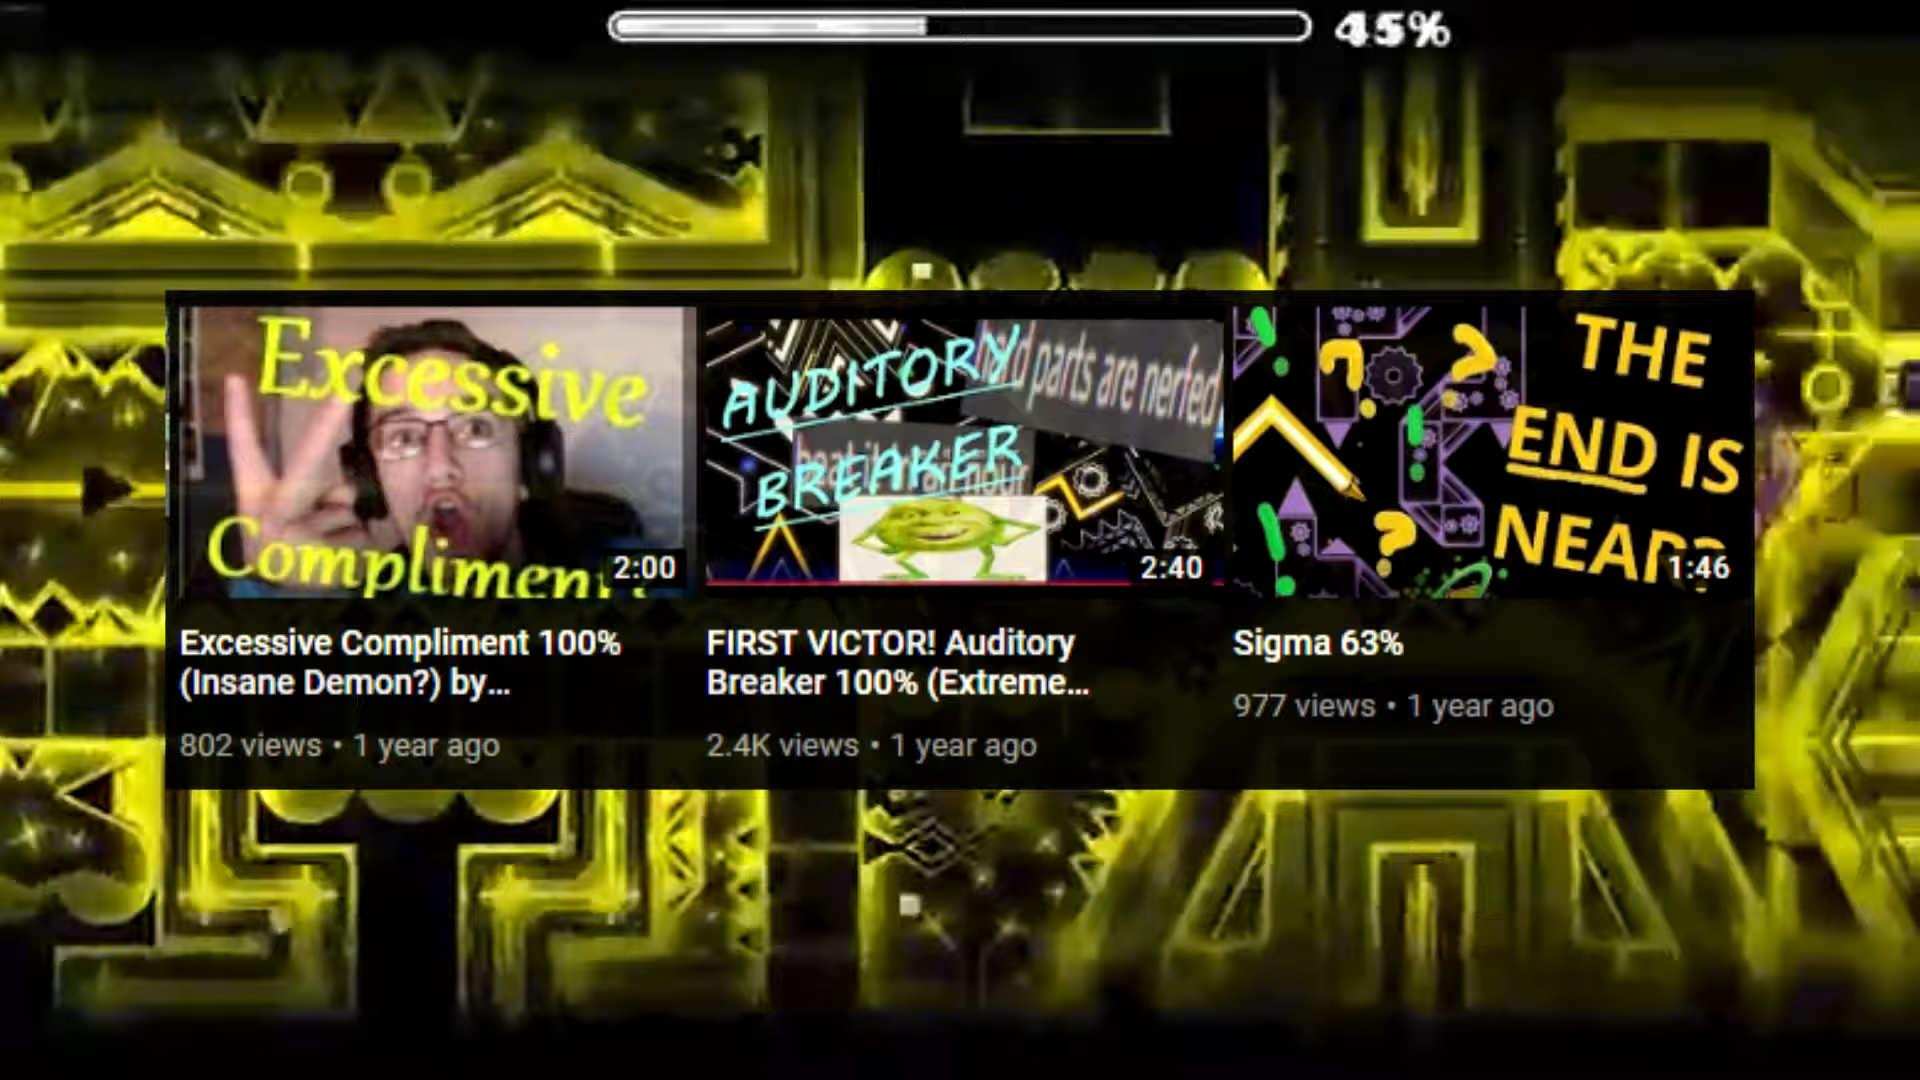 45%
Excessive
Compliment
2:00
AUDITORY
BREAKER
hard parts are nerfed
2:40
THE
END IS
NEAR?
1:46
Excessive Compliment 100%
(Insane Demon?) by...
802 views • 1 year ago
FIRST VICTOR! Auditory
Breaker 100% (Extreme...
2.4K views • 1 year ago
Sigma 63%
977 views • 1 year ago